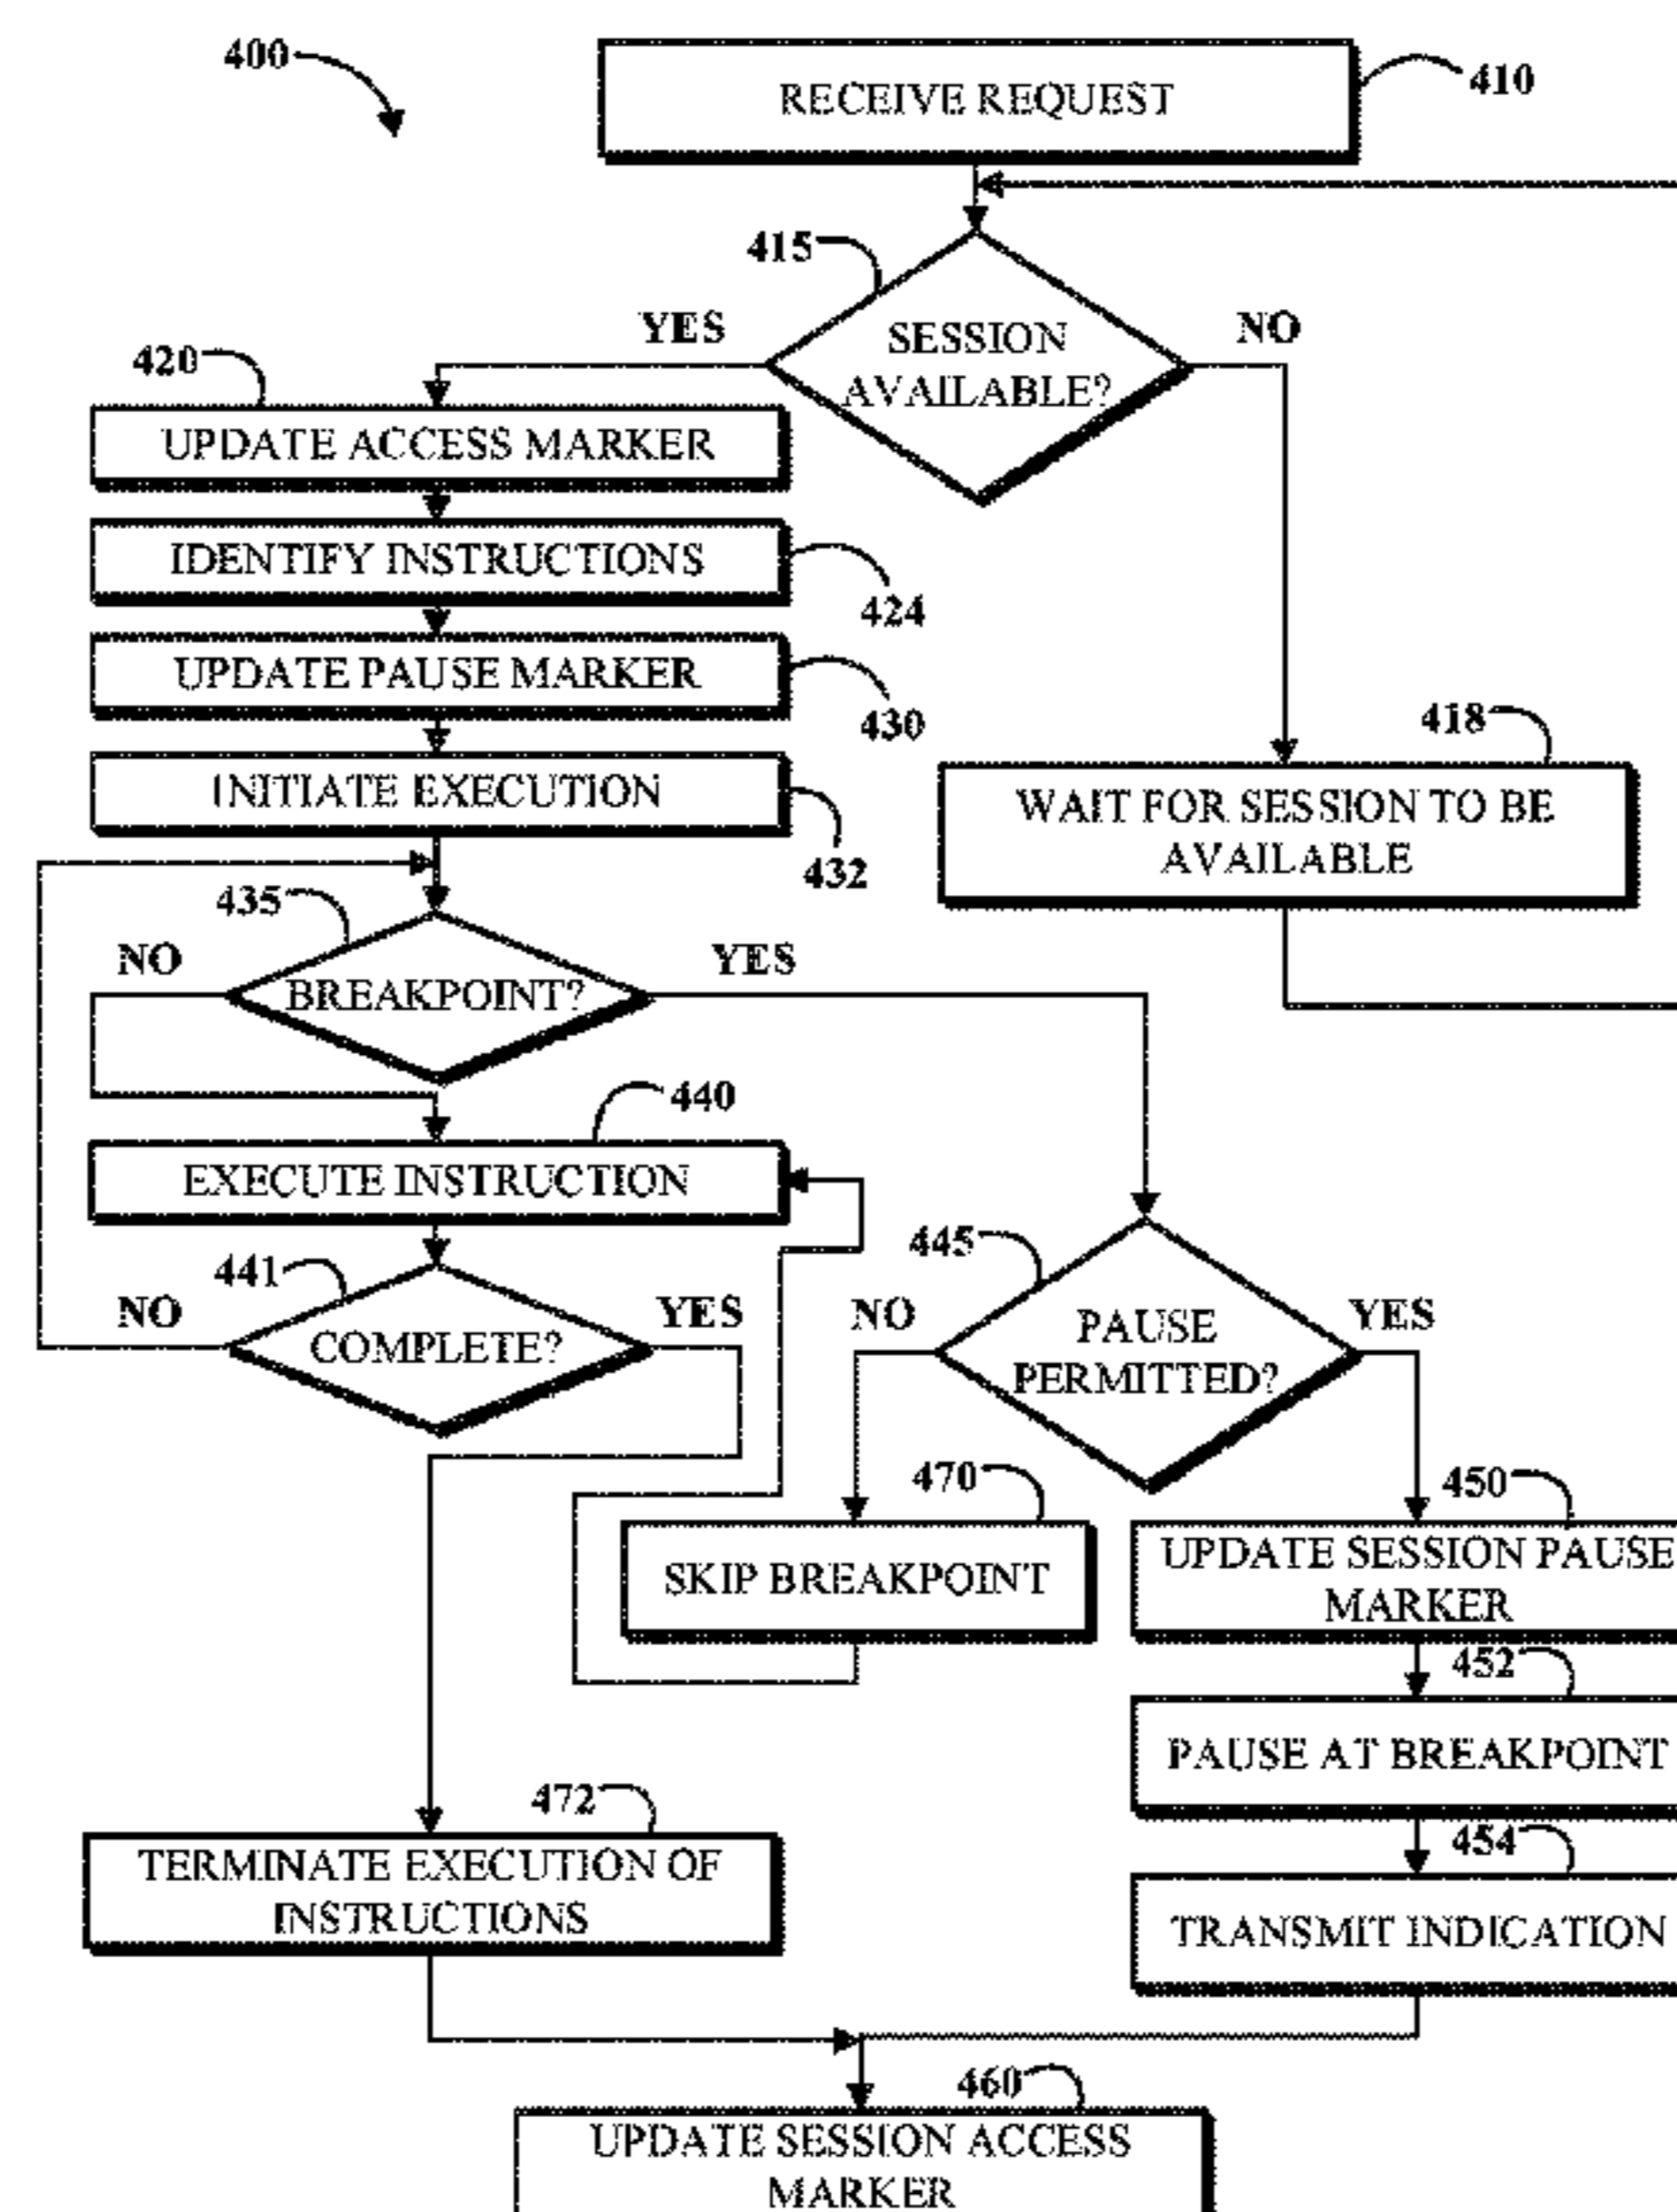 400
RECEIVE REQUEST
410
415
YES
SESSION
AVAILABLE?
NO
420
UPDATE ACCESS MARKER
IDENTIFY INSTRUCTIONS
424
UPDATE PAUSE MARKER
430
INITIATE EXECUTION
432
418
WAIT FOR SESSION TO BE
AVAILABLE
435
NO
BREAKPOINT?
YES
440
EXECUTE INSTRUCTION
441
NO
COMPLETE?
YES
445
NO
PAUSE
PERMITTED?
YES
470
SKIP BREAKPOINT
450
UPDATE SESSION PAUSE
MARKER
452
PAUSE AT BREAKPOINT
454
TRANSMIT INDICATION
472
TERMINATE EXECUTION OF
INSTRUCTIONS
460
UPDATE SESSION ACCESS
MARKER